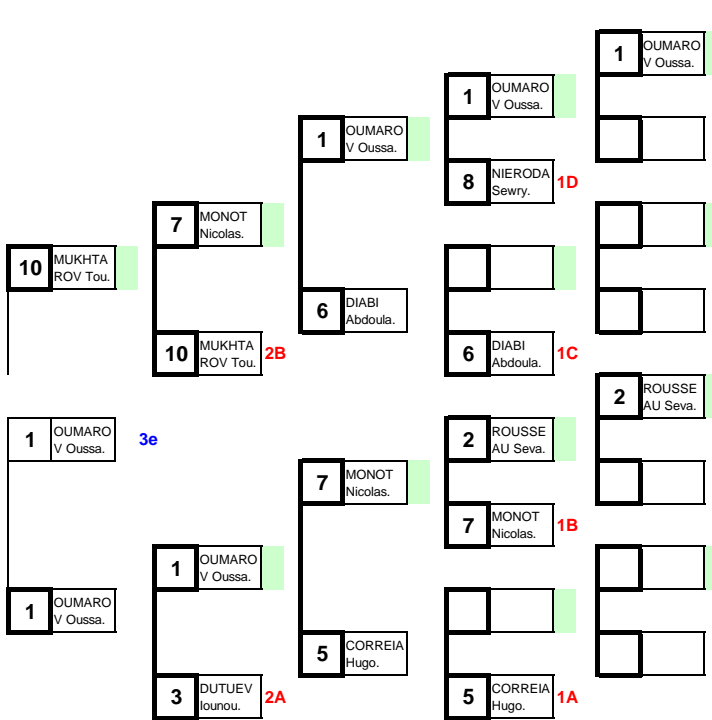 1 OUMARO
V Oussa.
1 OUMARO
V Oussa.
1 OUMARO
V Oussa.
8 NIERODA 1D
Sewry.
7 MONOT
Nicolas.
10 MUKHTA
ROV Tou.
6 DIABI
Abdoula.
10 MUKHTA 2B
ROV Tou.
6 DIABI 1C
Abdoula.
2 ROUSSE
AU Seva.
1 OUMARO 3e
V Oussa.
2 ROUSSE
AU Seva.
7 MONOT
Nicolas.
7 MONOT 1B
Nicolas.
1 OUMARO
V Oussa.
1 OUMARO
V Oussa.
5 CORREIA
Hugo.
3 DUTUEV 2A
Iounou.
5 CORREIA 1A
Hugo.